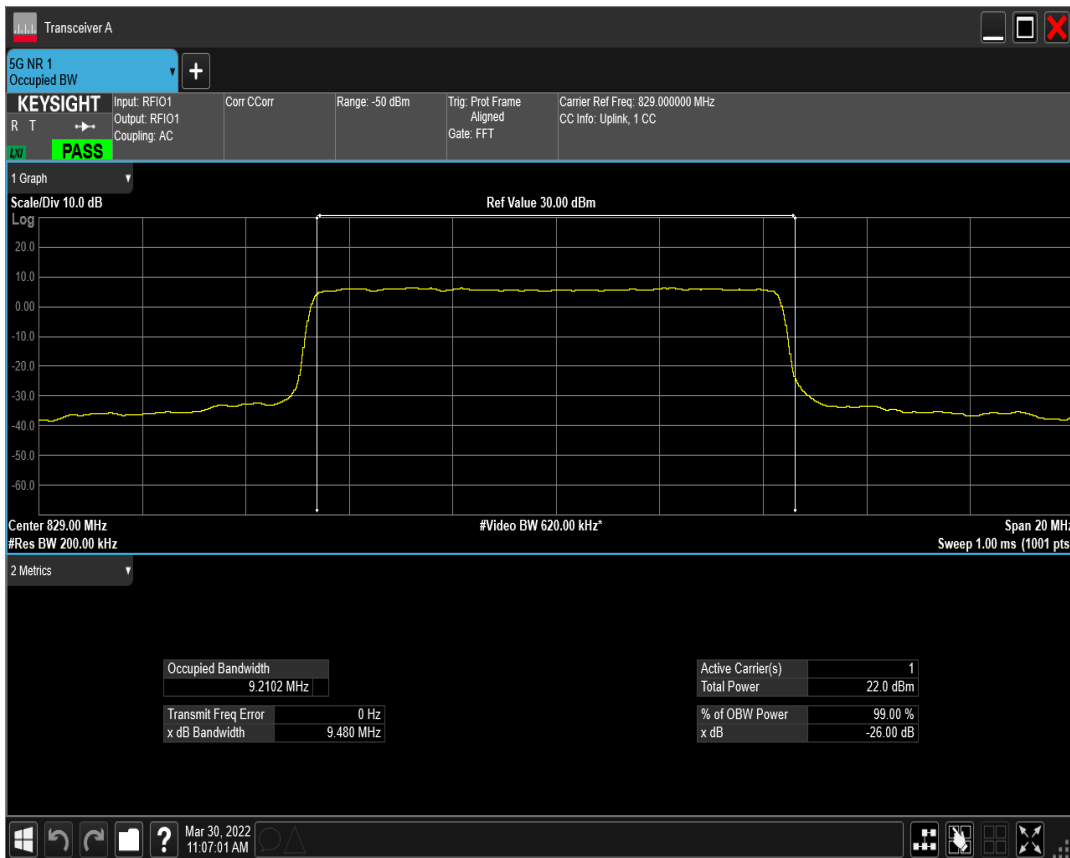 Transceiver A
5G NR 1
Occupied BW
KEYSIGHT
R T
LXI
PASS
Input: RFIO1
Output: RFIO1
Coupling: AC
Corr CCorr
Range: -50 dBm
Trig: Prot Frame
Aligned
Gate: FFT
Carrier Ref Freq: 829.000000 MHz
CC Info: Uplink, 1 CC
1 Graph
Scale/Div 10.0 dB
Ref Value 30.00 dBm
Log
20.0
10.0
0.00
-10.0
-20.0
-30.0
-40.0
-50.0
-60.0
Center 829.00 MHz
#Video BW 620.00 kHz*
Span 20 MHz
#Res BW 200.00 kHz
Sweep 1.00 ms (1001 pts
2 Metrics
Occupied Bandwidth
9.2102 MHz
Transmit Freq Error 0 Hz
x dB Bandwidth 9.480 MHz
Active Carrier(s) 1
Total Power 22.0 dBm
% of OBW Power 99.00 %
x dB -26.00 dB
?
Mar 30, 2022
11:07:01 AM